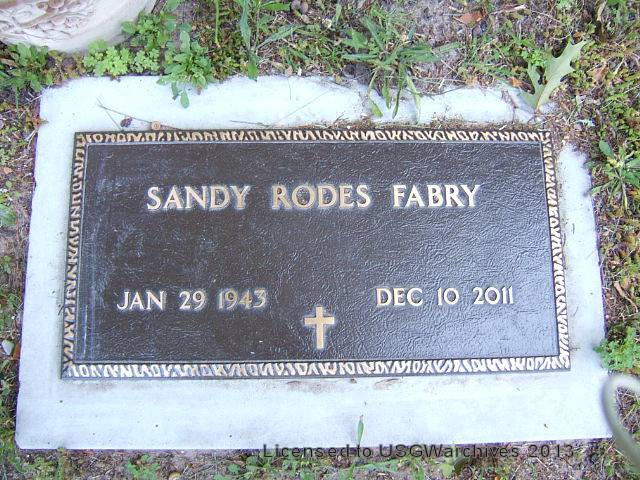 SANDY RODES FABRY
JAN 29 1943 DEC 10 2011
Licensed to USGWarchives 2013